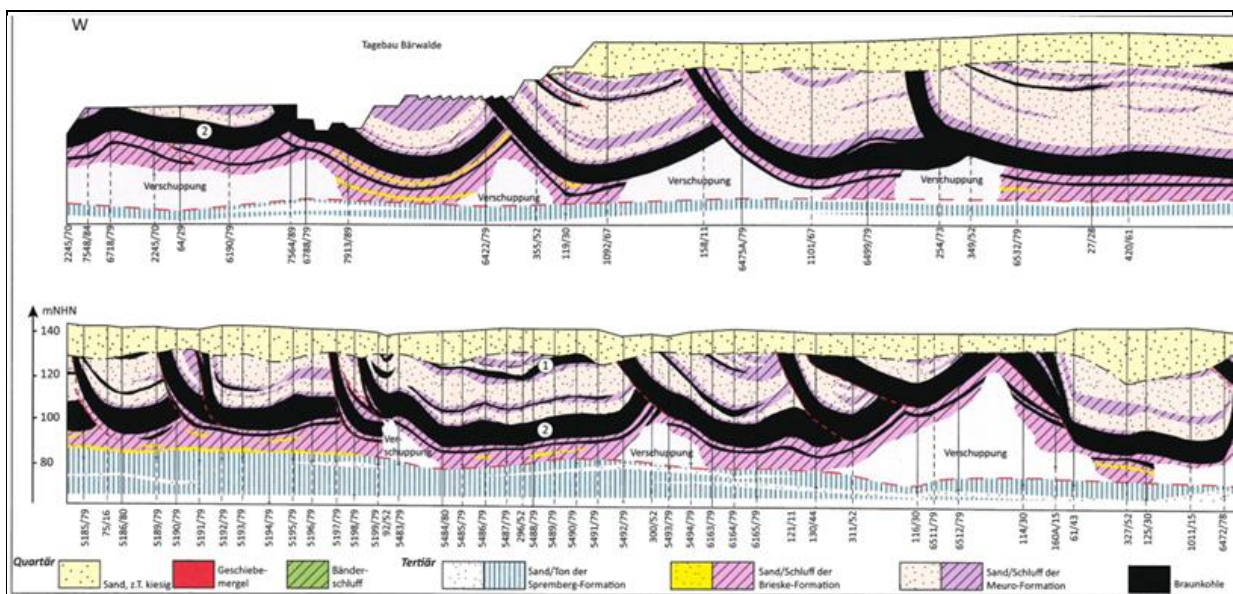 W
Tagebau Bärwalde
2
Verschuppung
Verschuppung
Verschuppung
Verschuppung
2245/70
7548/84
6718/79
2245/70
64/29
6190/79
7564/89
6788/79
7913/89
6422/79
355/52
119/30
1092/67
158/11
6475A/79
1101/67
6499/79
254/73
349/52
6532/79
27/28
420/61
mNHN
140
120
100
80
1
2
Ver-
schuppung
Verschuppung
Verschuppung
5185/79
75/16
5186/80
5189/79
5190/79
5191/79
5192/79
5193/79
5194/79
5195/79
5196/79
5197/79
5198/79
5199/79
92/52
5483/79
5484/80
5485/79
5486/79
5487/79
296/52
5488/79
5489/79
5490/79
5491/79
5492/79
300/52
5493/79
5494/79
6163/79
6164/79
6165/79
121/11
1300/44
311/52
116/30
6511/79
6512/79
114/30
160A/15
61/43
327/52
125/30
1011/15
6472/78
Quartär
Sand, z.T. kiesig
Geschiebe-
mergel
Bänder-
schluff
Tertiär
Sand/Ton der
Spremberg-Formation
Sand/Schluff der
Brieske-Formation
Sand/Schluff der
Meuro-Formation
Braunkohle